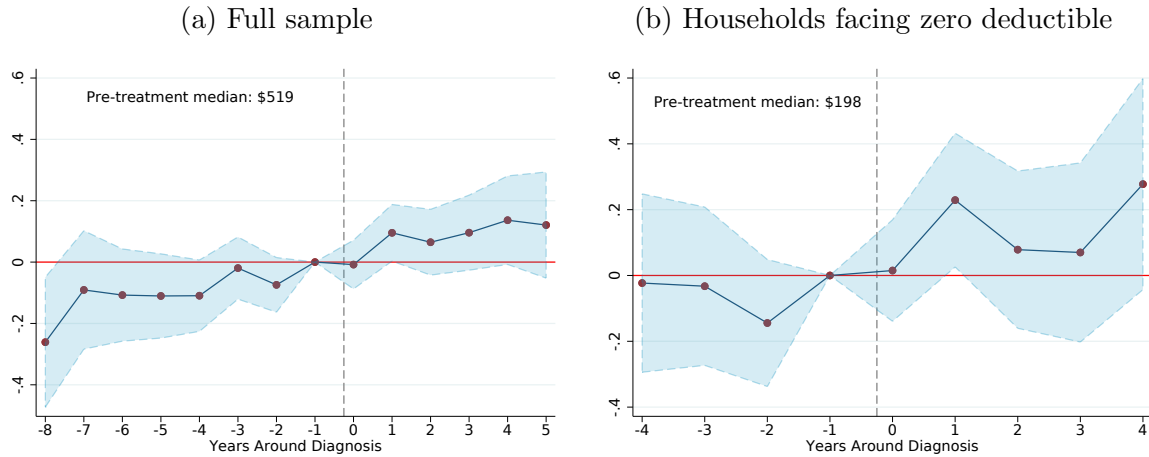 (a) Full sample
(b) Households facing zero deductible
Pre-treatment median: $519
.6
.4
.2
0
-.2
-.4
-8 -7 -6 -5 -4 -3 -2 -1 0 1 2 3 4 5
Years Around Diagnosis
Pre-treatment median: $198
.6
.4
.2
0
-.2
-.4
-4 -3 -2 -1 0 1 2 3 4
Years Around Diagnosis